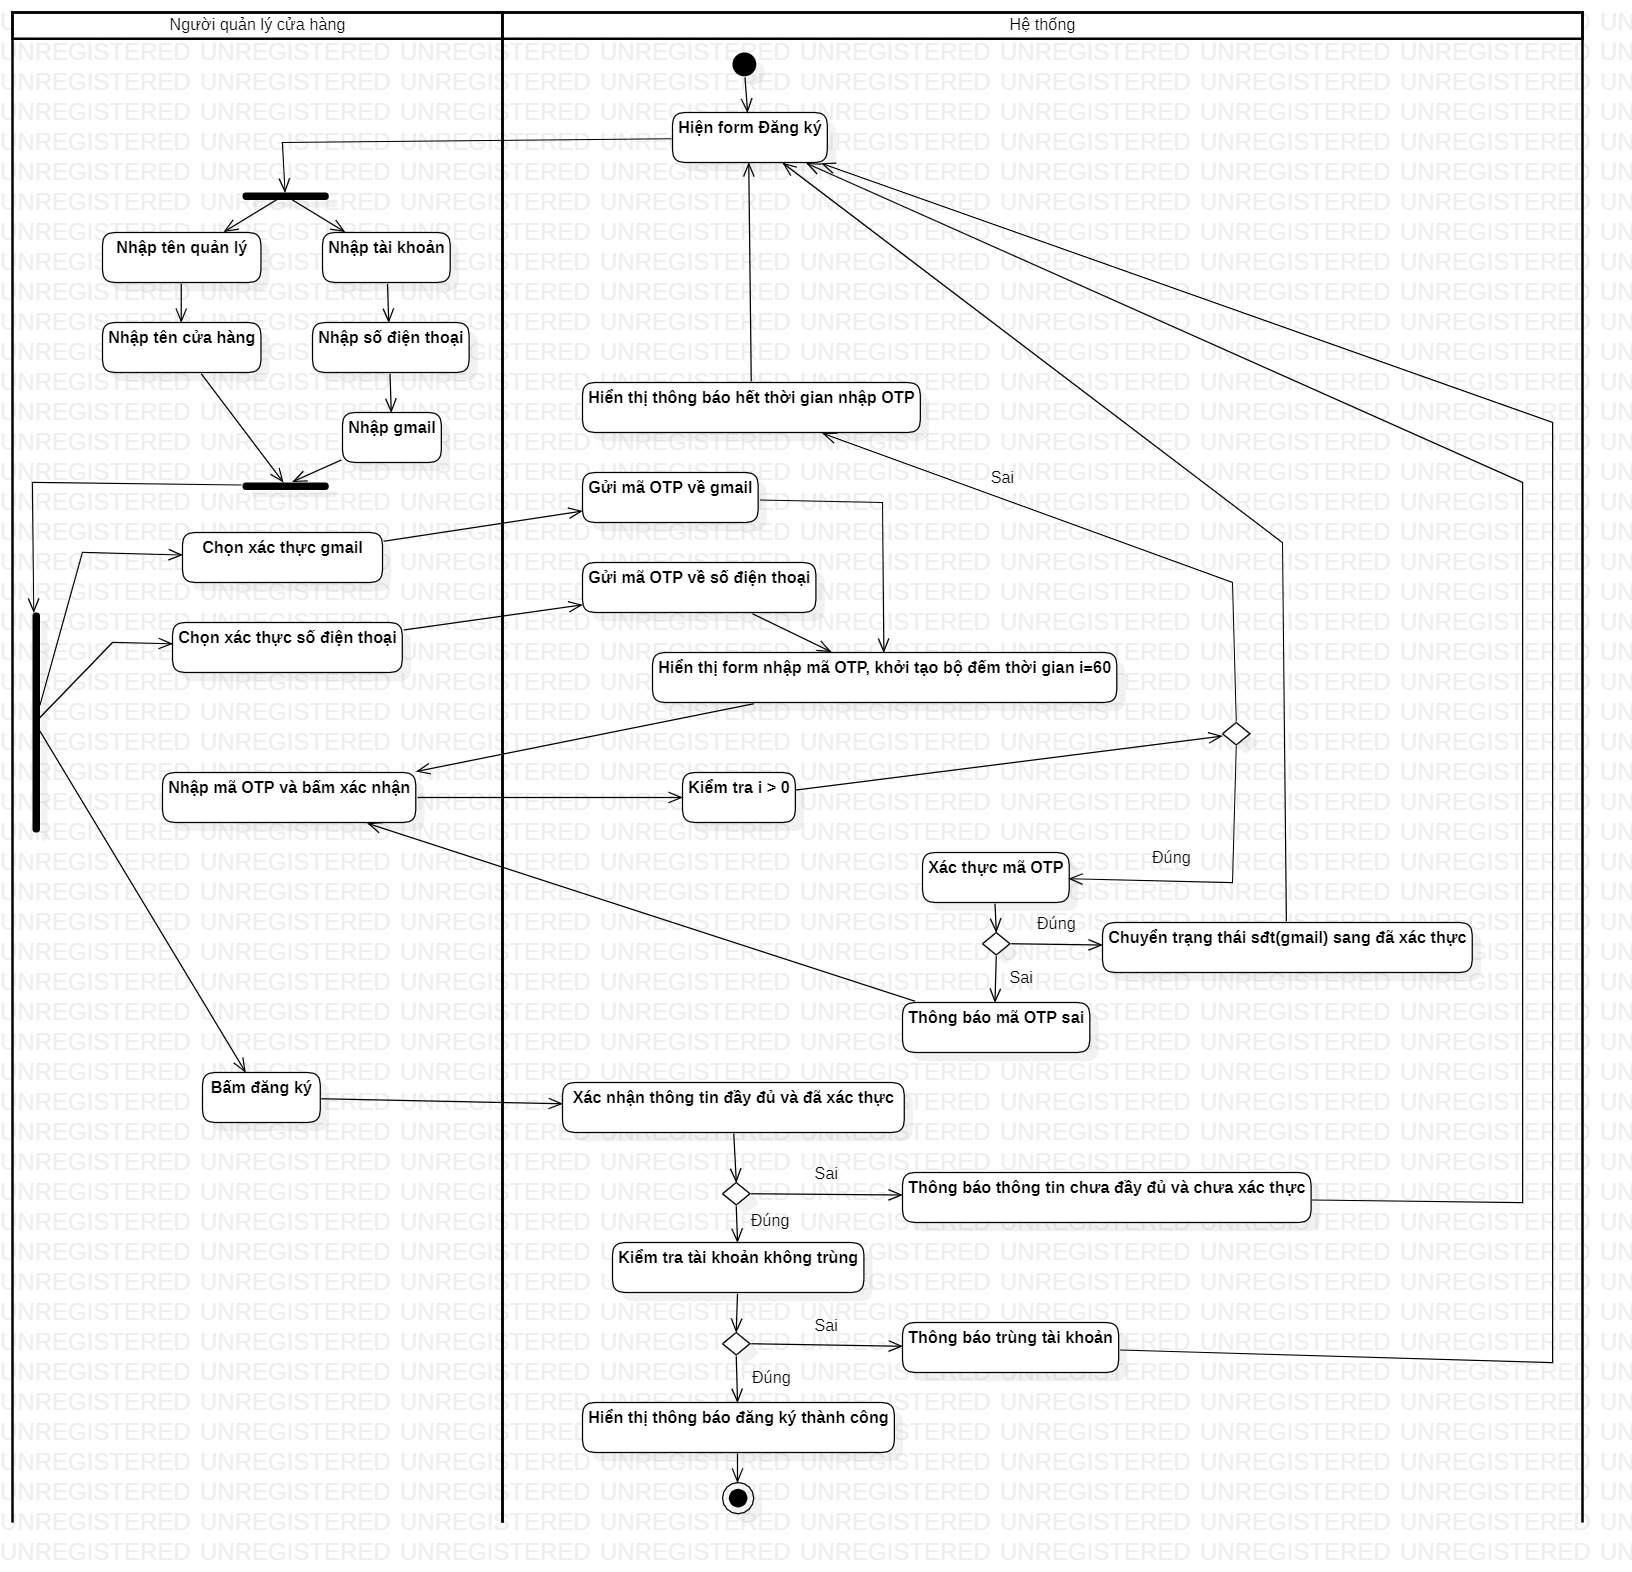 Người quản lý cửa hàng
Hệ thống
Hiện form Đăng ký
Nhập tên quản lý
Nhập tài khoản
Nhập tên cửa hàng
Nhập số điện thoại
Hiển thị thông báo hết thời gian nhập OTP
Nhập gmail
Sai
Gửi mã OTP về gmail
Chọn xác thực gmail
Gửi mã OTP về số điện thoại
Chọn xác thực số điện thoại
Hiển thị form nhập mã OTP, khởi tạo bộ đếm thời gian i=60
Nhập mã OTP và bấm xác nhận
Kiểm tra i > 0
Đúng
Xác thực mã OTP
Đúng
Chuyển trạng thái sđt(gmail) sang đã xác thực
Sai
Thông báo mã OTP sai
Bấm đăng ký
Xác nhận thông tin đầy đủ và đã xác thực
Sai
Thông báo thông tin chưa đầy đủ và chưa xác thực
Đúng
Kiểm tra tài khoản không trùng
Sai
Thông báo trùng tài khoản
Đúng
Hiển thị thông báo đăng ký thành công
UNREGISTERED